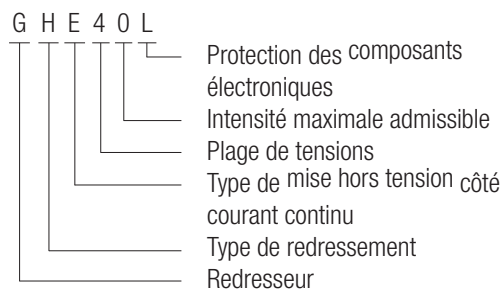 G H E 4 0 L
Protection des composants
électroniques
Intensité maximale admissible
Plage de tensions
Type de mise hors tension côté
courant continu
Type de redressement
Redresseur